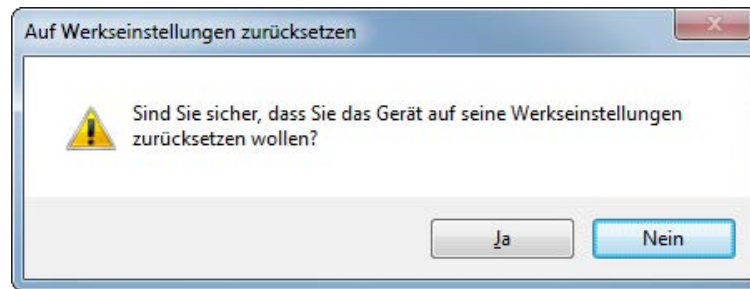 Auf Werkseinstellungen zurücksetzen
Sind Sie sicher, dass Sie das Gerät auf seine Werkseinstellungen
zurücksetzen wollen?
Ja
Nein